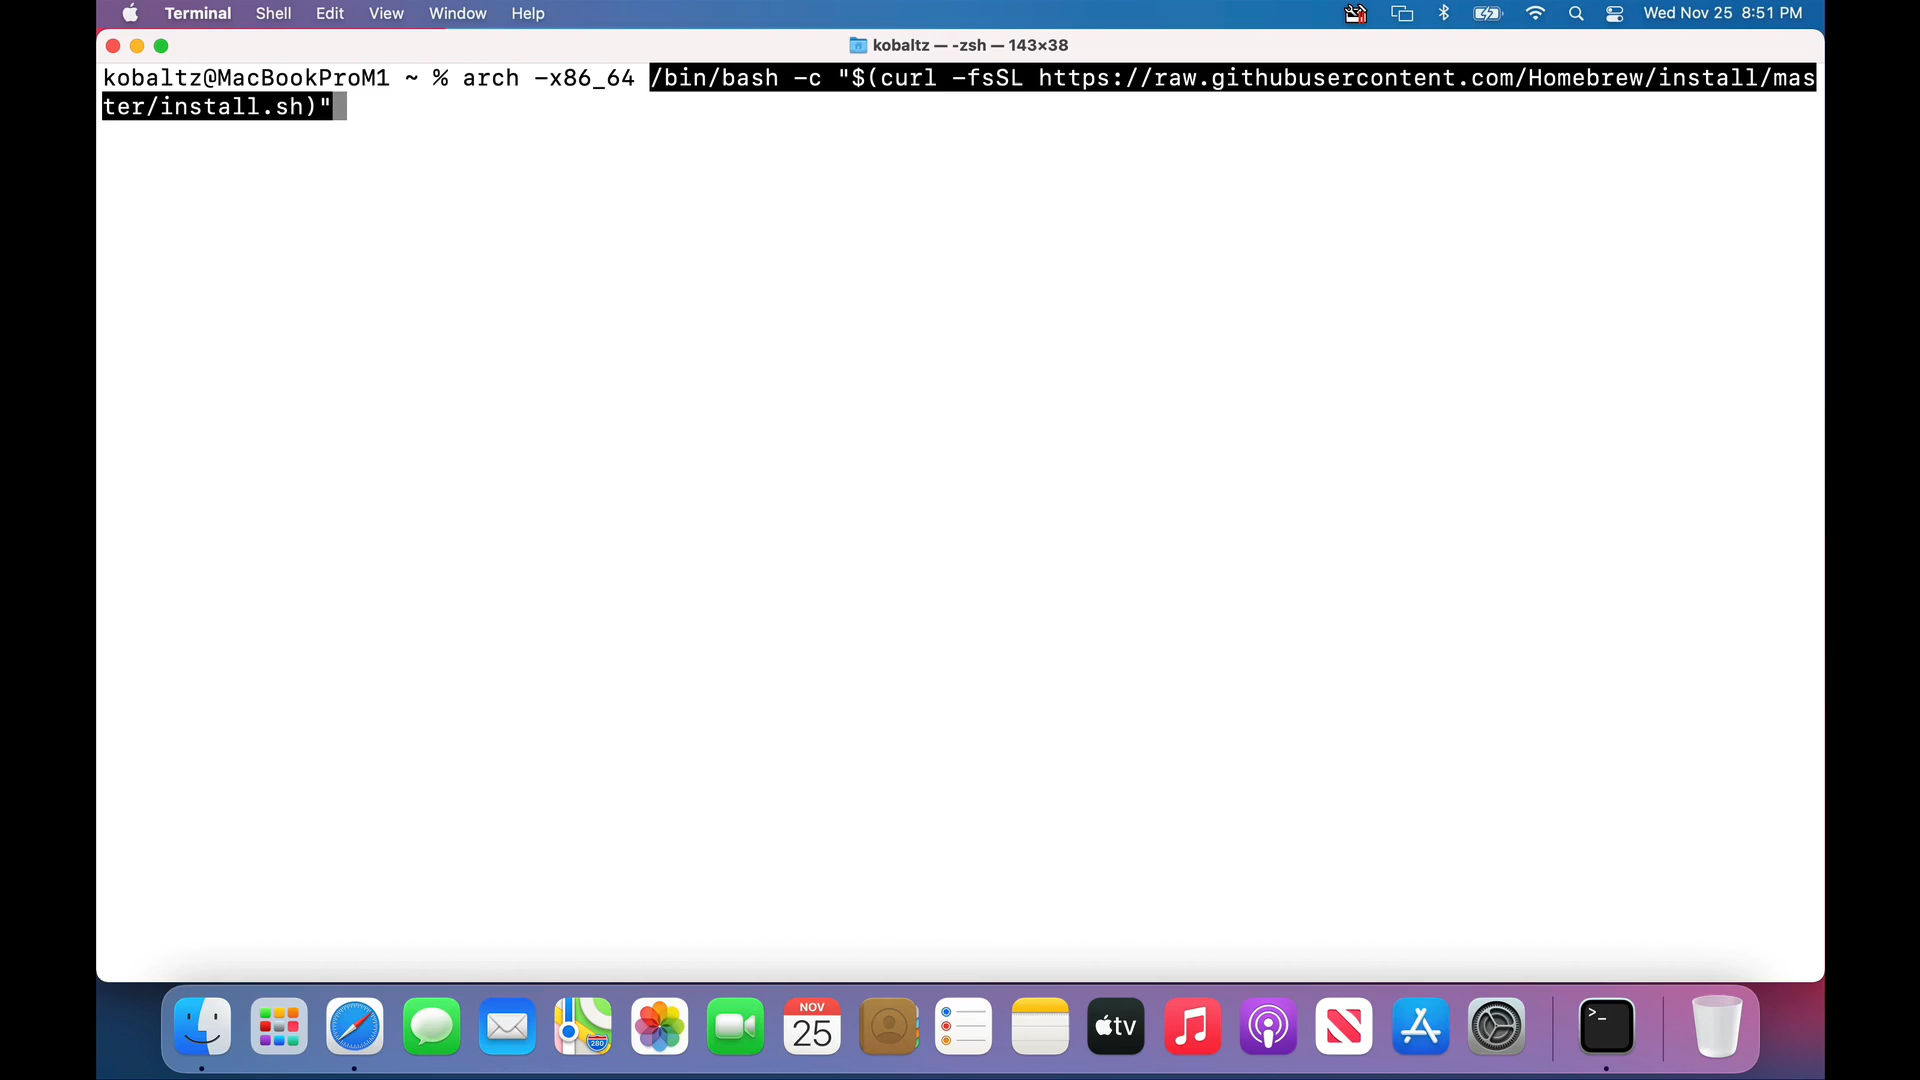 Terminal Shell Edit View Window Help Wed Nov 25 8:51 PM
kobaltz — -zsh — 143×38
kobaltz@MacBookProM1 ~ % arch -x86_64 /bin/bash -c "$(curl -fsSL https://raw.githubusercontent.com/Homebrew/install/mas
ter/install.sh)"
NOV
25
280
tv
>_